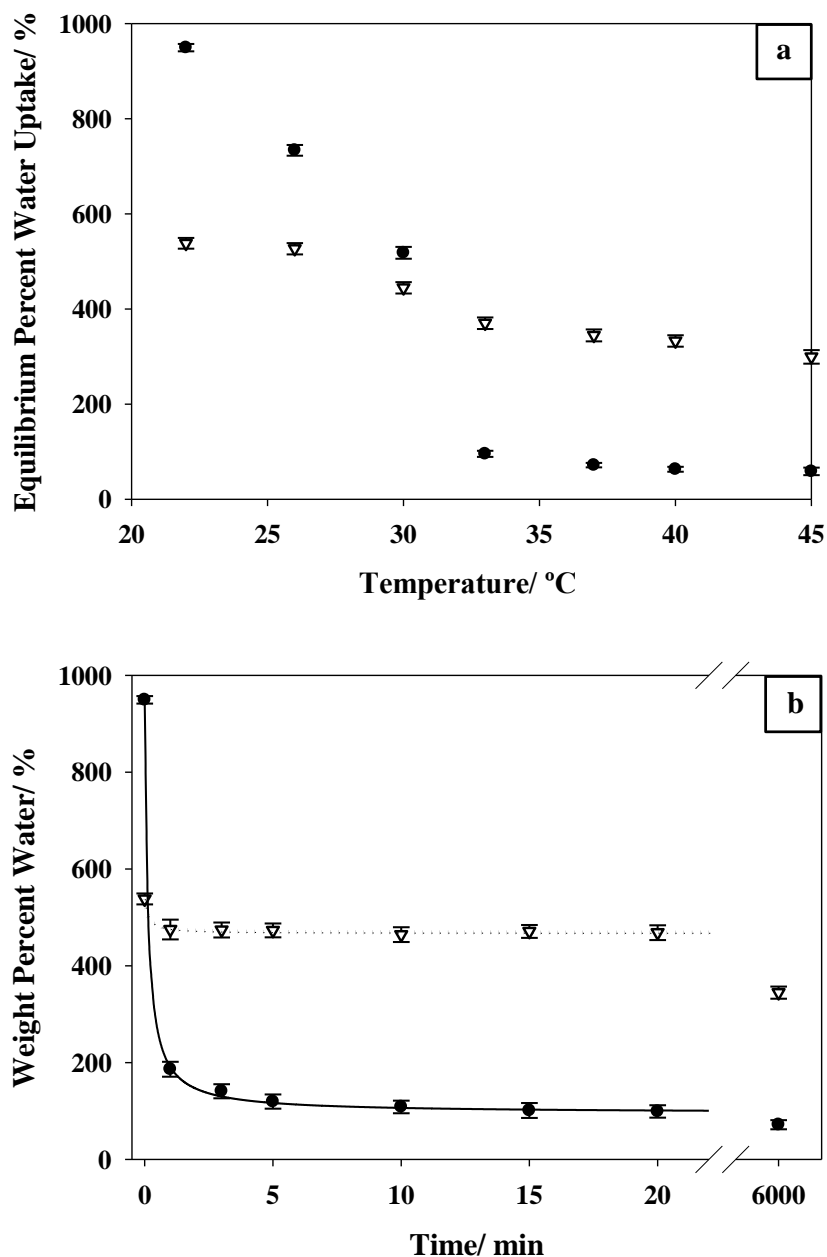 a
Equilibrium Percent Water Uptake/ %
1000
800
600
400
200
0
20 25 30 35 40 45
Temperature/ ºC
b
Weight Percent Water/ %
1000
800
600
400
200
0
0 5 10 15 20 6000
Time/ min